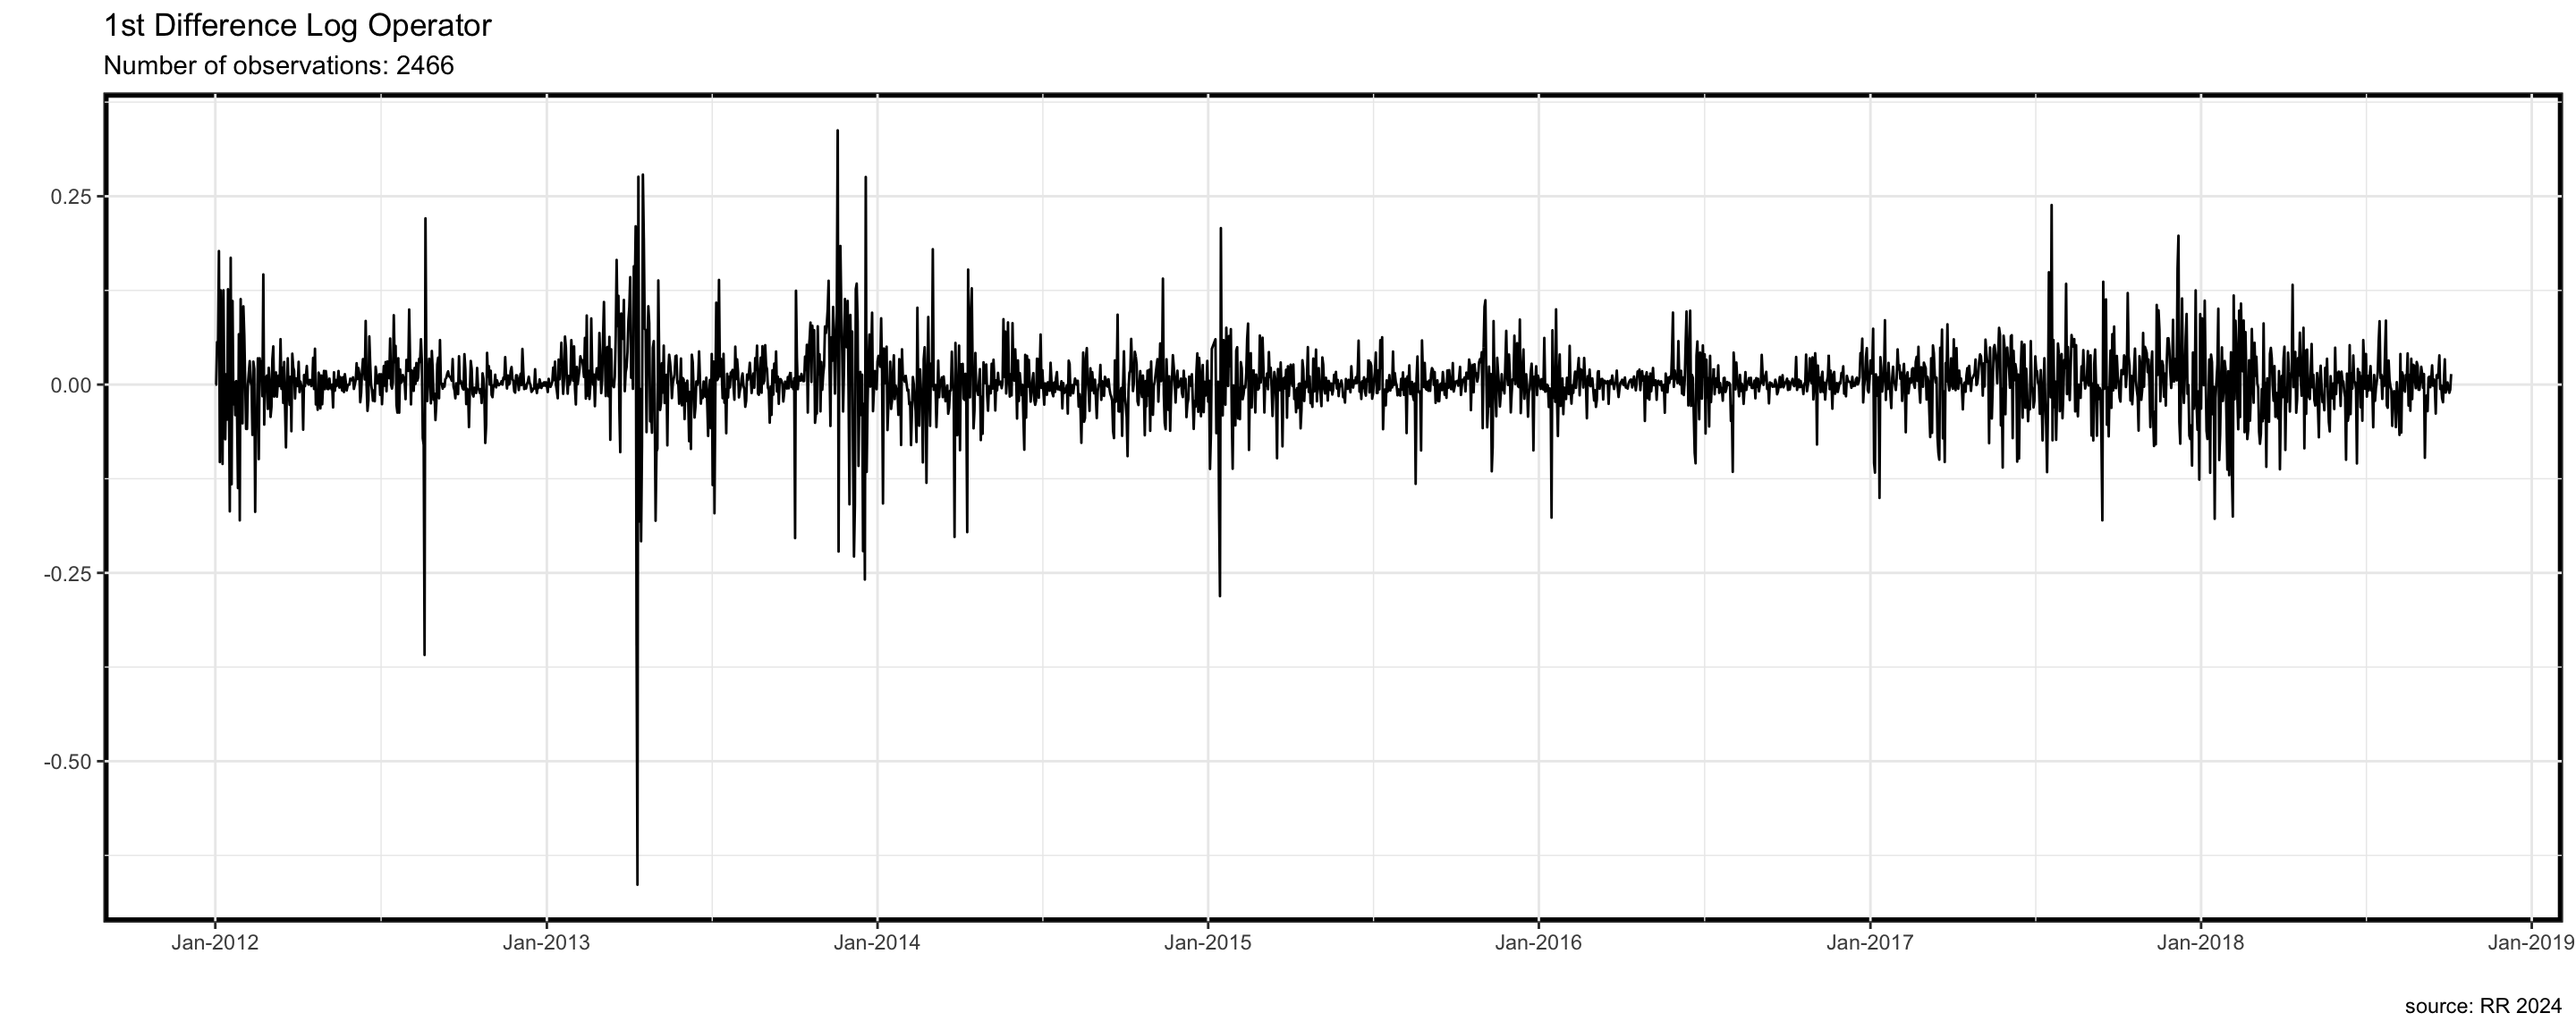 1st Difference Log Operator
Number of observations: 2466
0.25
0.00
-0.25
-0.50
Jan-2012 Jan-2013 Jan-2014 Jan-2015 Jan-2016 Jan-2017 Jan-2018 Jan-2019
source: RR 2024